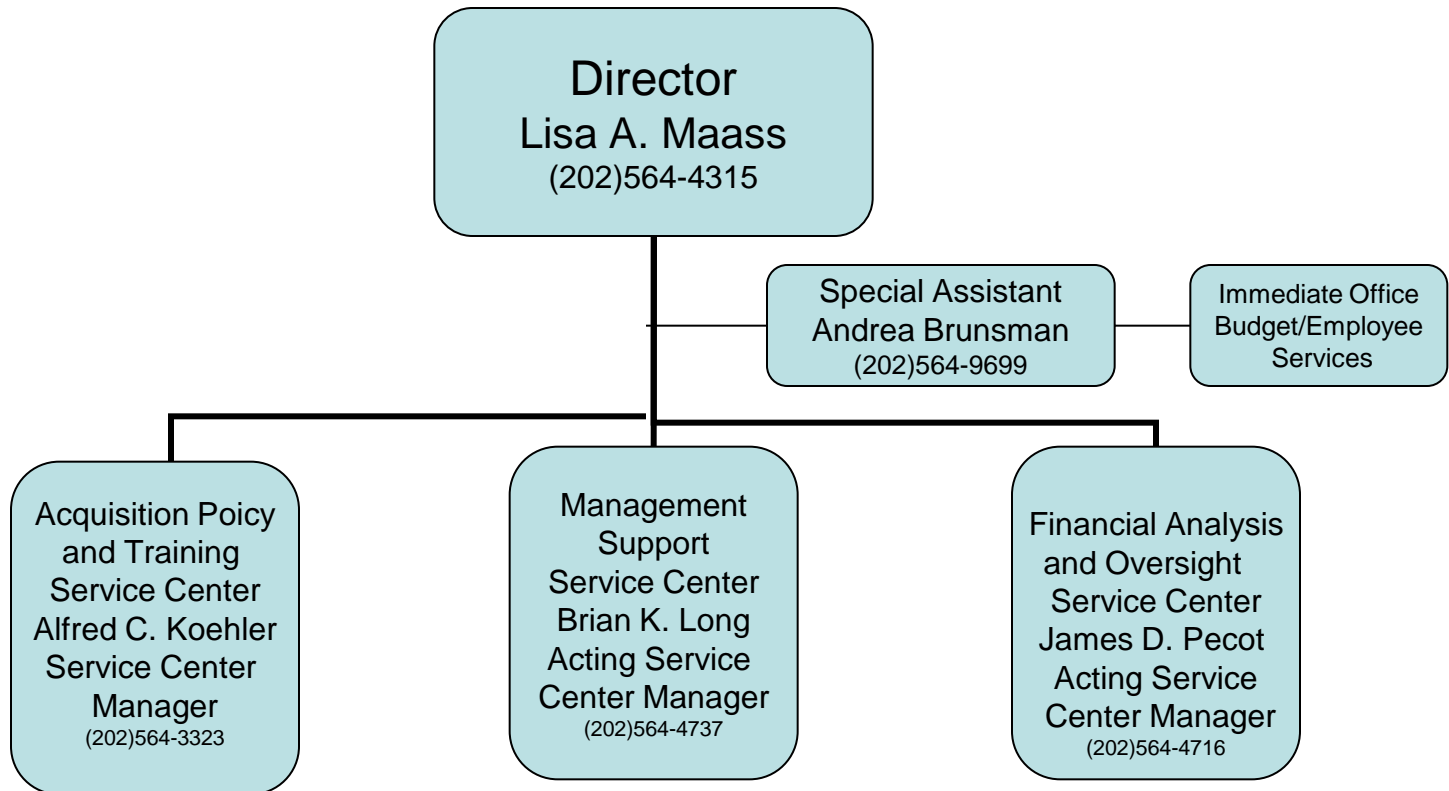 Director
Lisa A. Maass
(202)564-4315
Special Assistant
Andrea Brunsman
(202)564-9699
Immediate Office
Budget/Employee
Services
Acquisition Poicy
and Training
Service Center
Alfred C. Koehler
Service Center
Manager
(202)564-3323
Management
Support
Service Center
Brian K. Long
Acting Service
Center Manager
(202)564-4737
Financial Analysis
and Oversight
Service Center
James D. Pecot
Acting Service
Center Manager
(202)564-4716